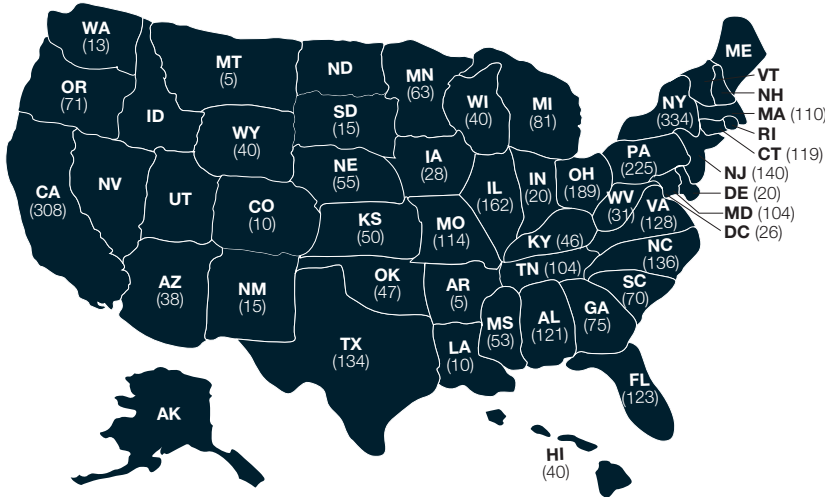 WA
(13)
MT
(5)
ND
MN
(63)
ME
VT
NH
MA (110)
RI
CT (119)
NJ (140)
DE (20)
MD (104)
DC (26)
OR
(71)
ID
WY
(40)
SD
(15)
WI
(40)
MI
(81)
NY
(334)
CA
(308)
NV
UT
CO
(10)
NE
(55)
KS
(50)
IA
(28)
MO
(114)
IL
(162)
IN
(20)
OH
(189)
PA
(225)
WV
(31)
VA
(128)
KY (46)
NC
(136)
TN (104)
SC
(70)
AZ
(38)
NM
(15)
OK
(47)
AR
(5)
TX
(134)
LA
(10)
MS
(53)
AL
(121)
GA
(75)
FL
(123)
AK
HI
(40)